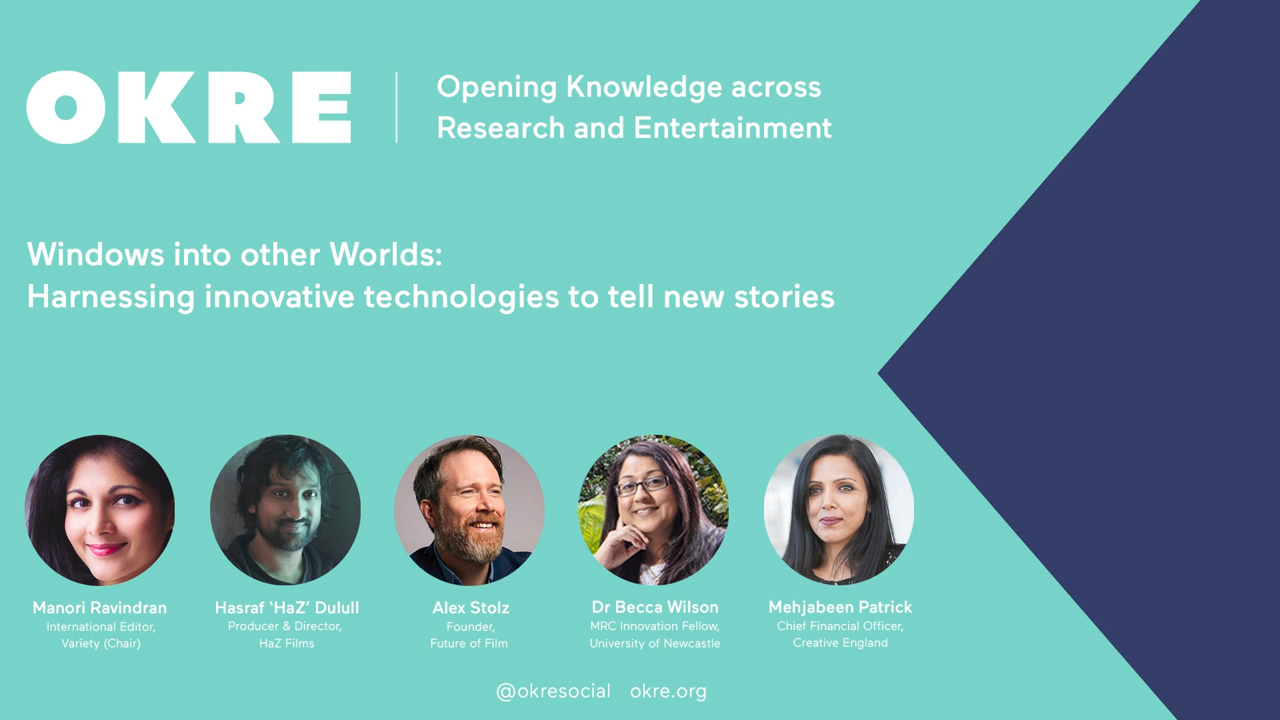 OKRE
Opening Knowledge across
Research and Entertainment
Windows into other Worlds:
Harnessing innovative technologies to tell new stories
Manori Ravindran
International Editor,
Variety (Chair)
Hasraf ‘HaZ’ Dulull
Producer & Director,
HaZ Films
Alex Stolz
Founder,
Future of Film
Dr Becca Wilson
MRC Innovation Fellow,
University of Newcastle
Mehjabeen Patrick
Chief Financial Officer,
Creative England
@okresocial okre.org